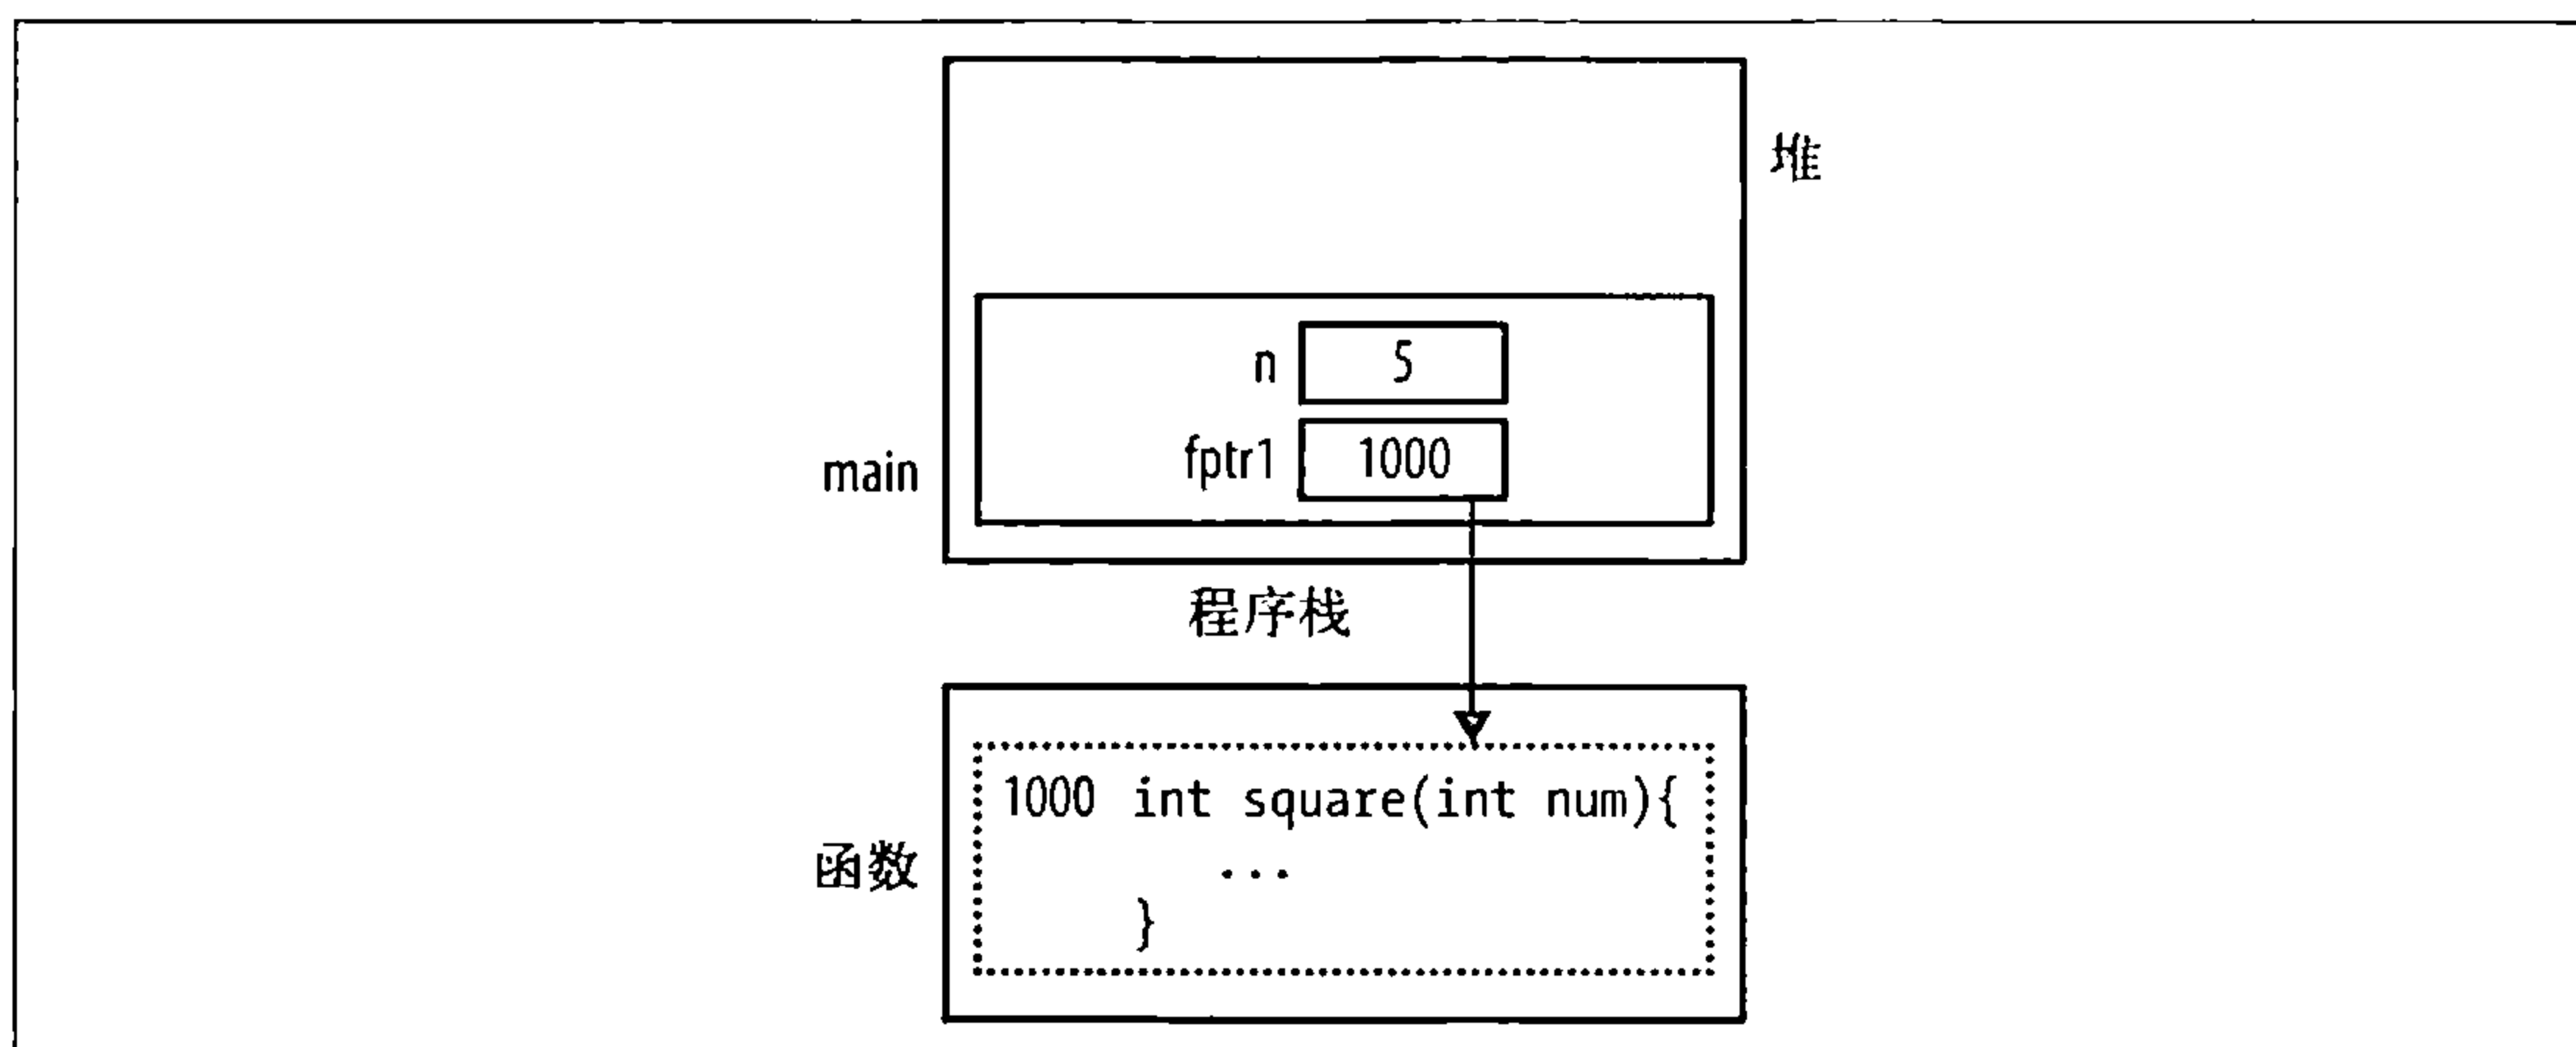 堆
n 5
main fptr1 1000
程序栈
1000 int square(int num){
函数 ...
}